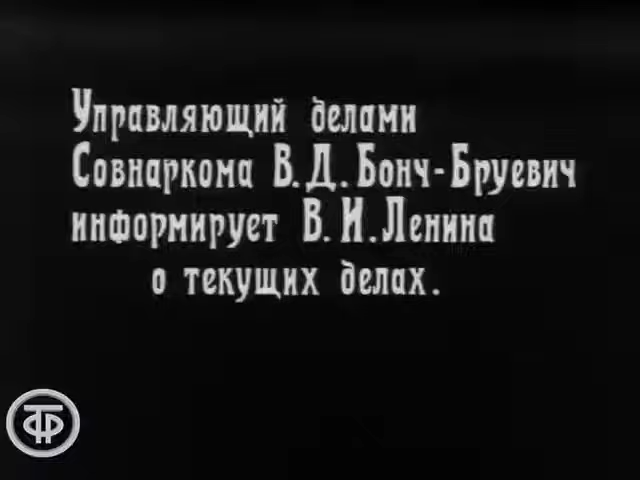 Управляющий делами
Совнаркома В.Д.Бонч-Бруевич
информирует В.И.Ленина
о текущих делах.